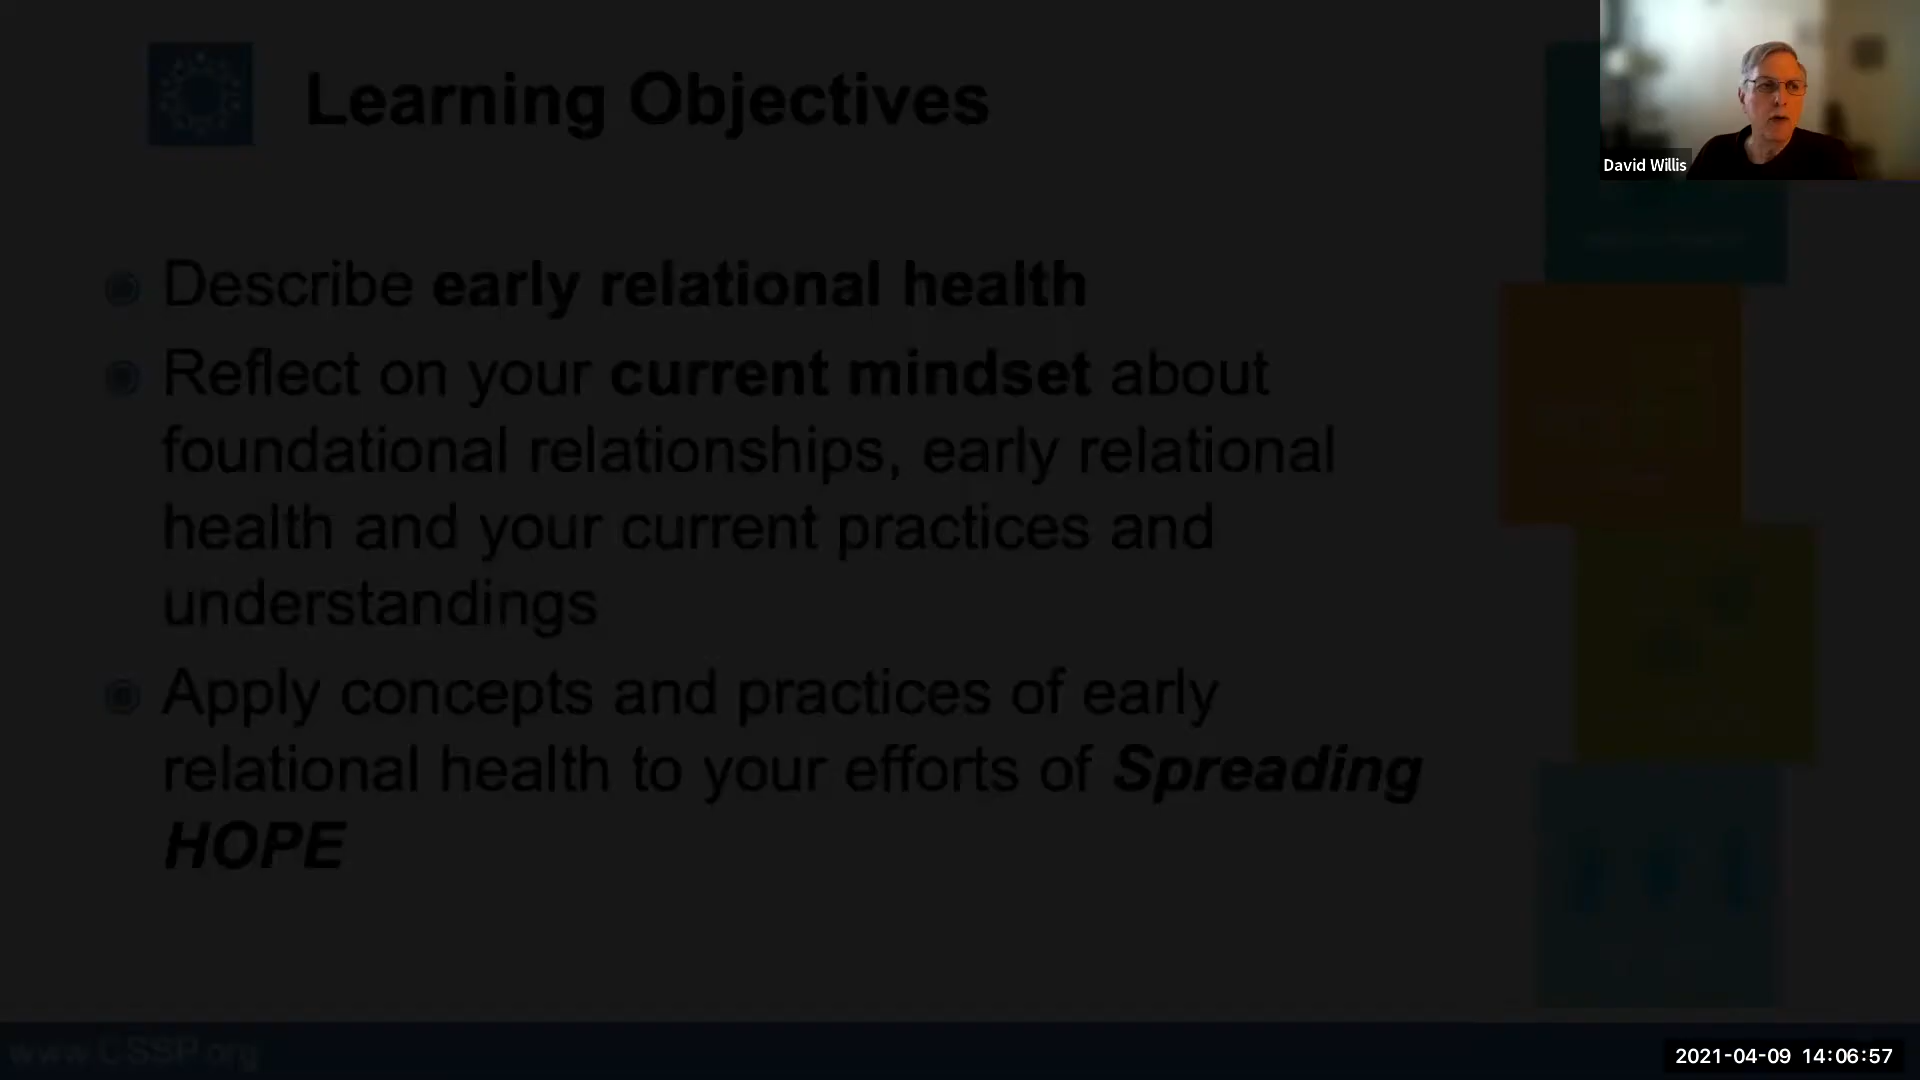 Learning Objectives
David Willis
Describe early relational health
Reflect on your current mindset about
foundational relationships, early relational
health and your current practices and
understandings
Apply concepts and practices of early
relational health to your efforts of Spreading
HOPE
www.CSSP.org
2021-04-09 14:06:57